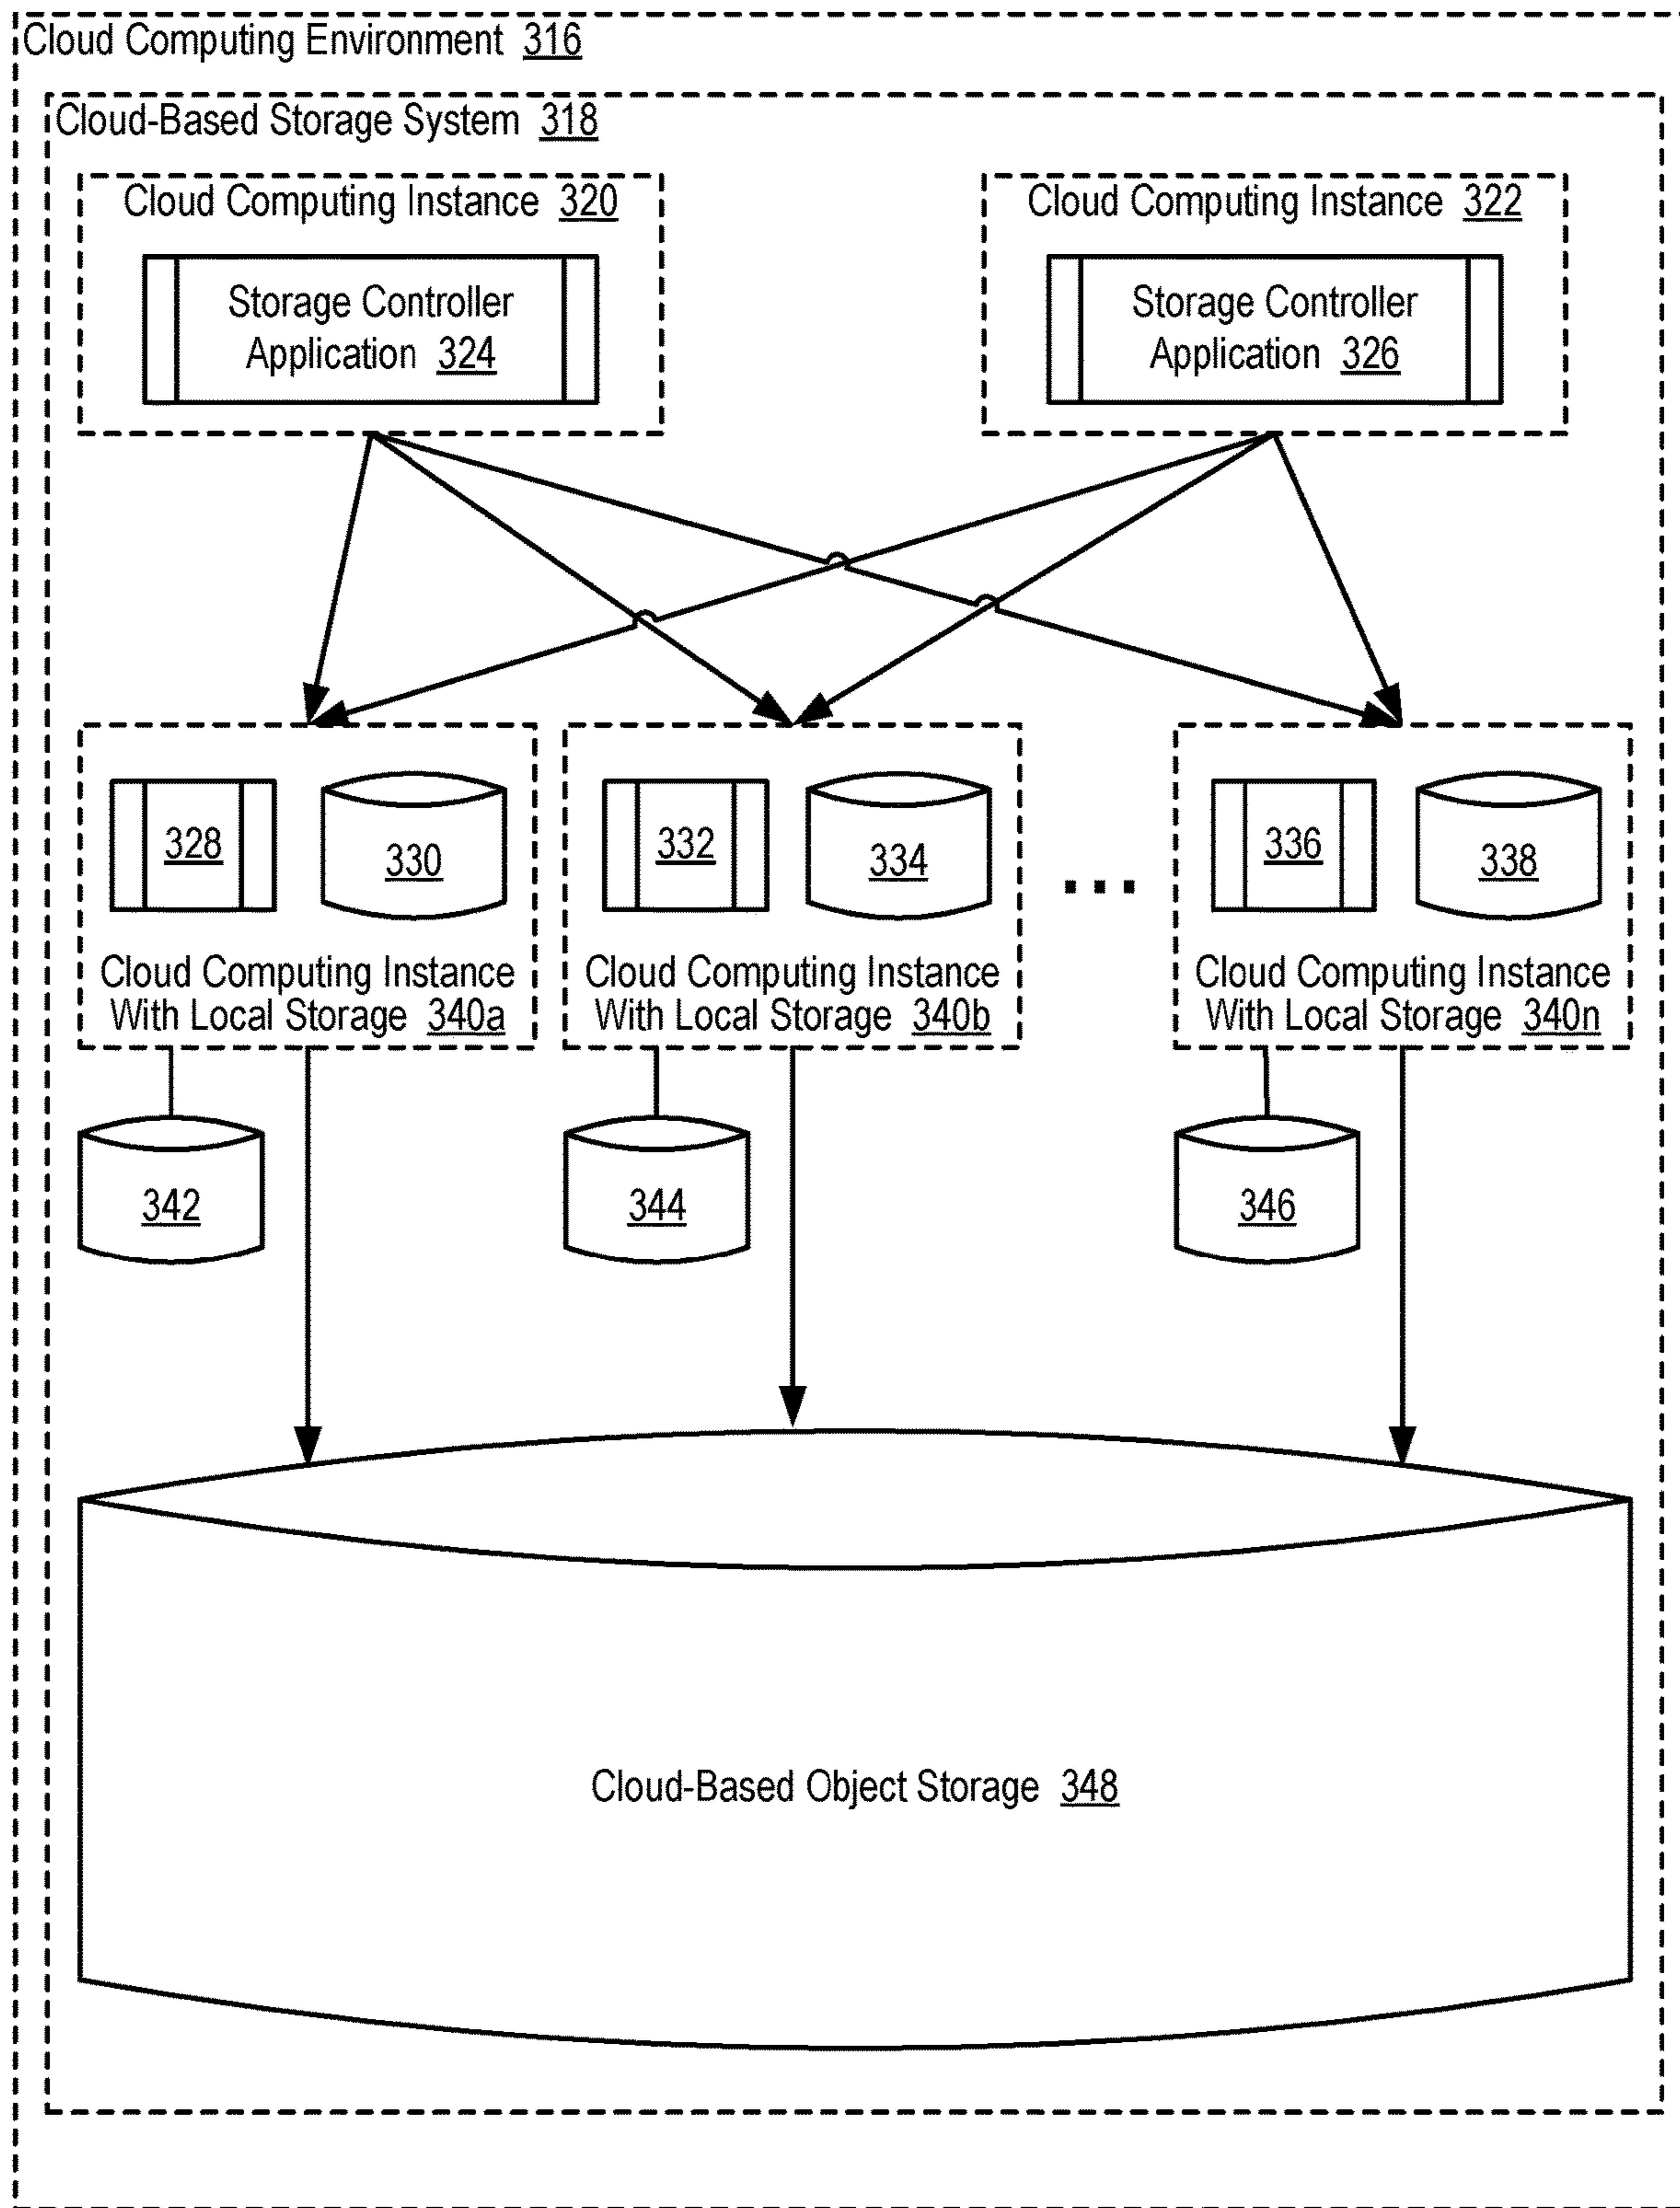 Cloud Computing Environment 316
Cloud-Based Storage System 318
Cloud Computing Instance 320
Storage Controller
Application 324
Cloud Computing Instance 322
Storage Controller
Application 326
328
330
Cloud Computing Instance
With Local Storage 340a
332
334
Cloud Computing Instance
With Local Storage 340b
...
336
338
Cloud Computing Instance
With Local Storage 340n
342
344
346
Cloud-Based Object Storage 348